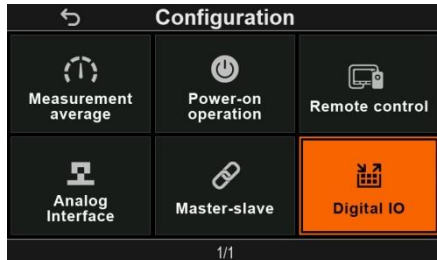 Configuration
Measurement
average
Power-on
operation
Remote control
Analog
Interface
Master-slave
Digital IO
1/1